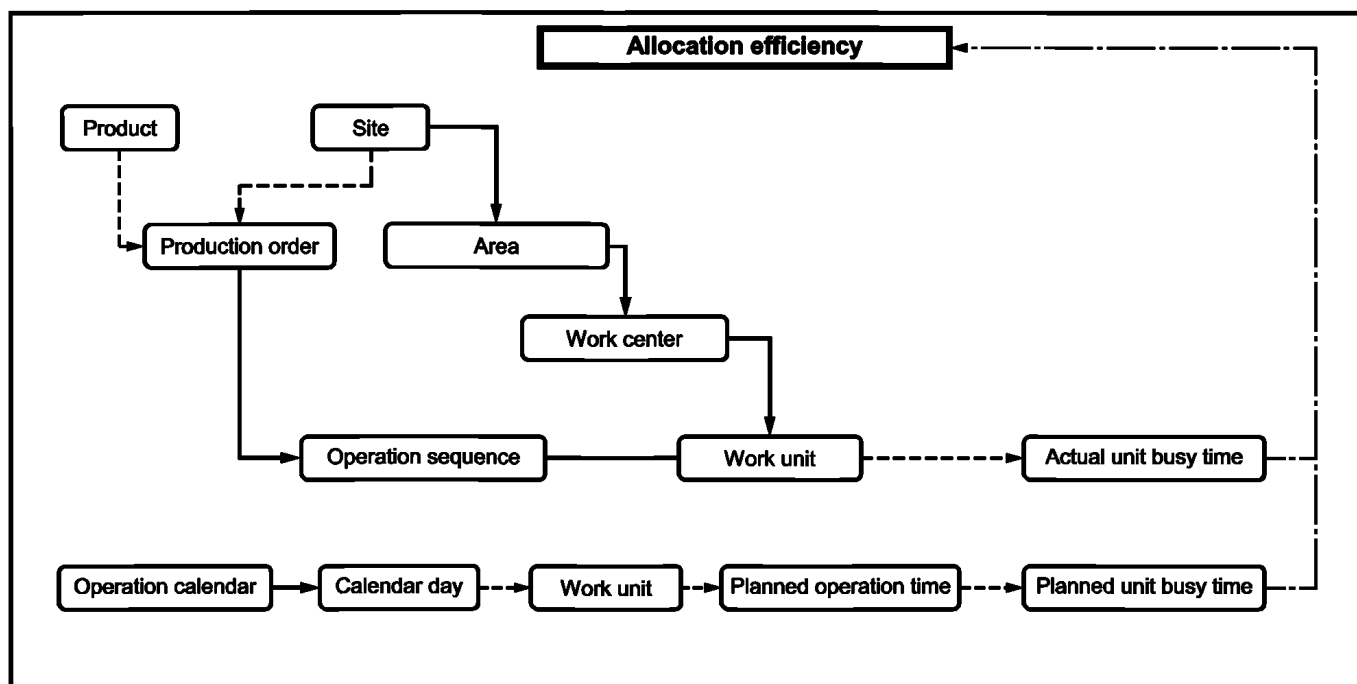 Allocation efficiency
Product
Site
Production order
Area
Work center
Operation sequence
Work unit
Actual unit busy time
Operation calendar
Calendar day
Work unit
Planned operation time
Planned unit busy time